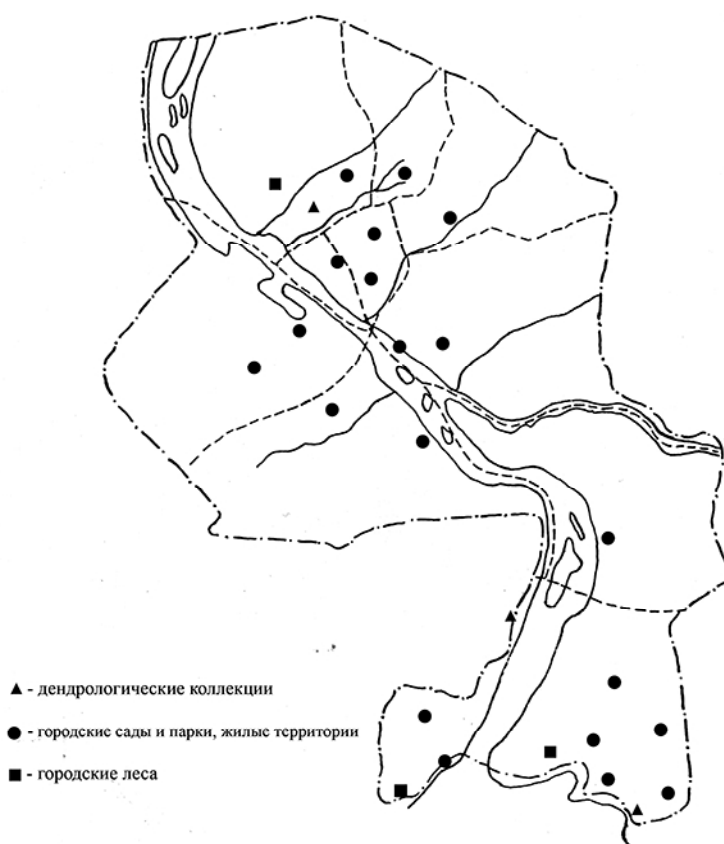 ▲ - дендрологические коллекции
● - городские сады и парки, жилые территории
■ - городские леса